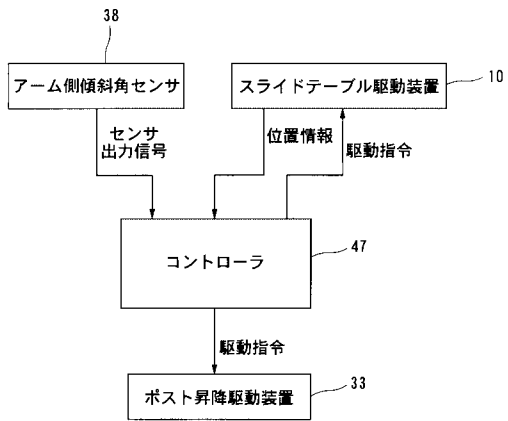 38
アーム側傾斜角センサ
スライドテーブル駆動装置
10
センサ
出力信号
位置情報
駆動指令
コントローラ
47
駆動指令
ポスト昇降駆動装置
33